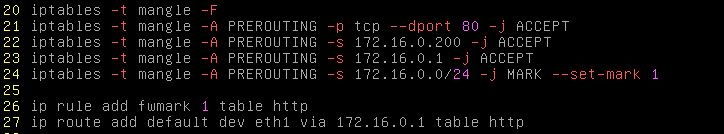 20 iptables -t mangle -F
21 iptables -t mangle -A PREROUTING -p tcp --dport 80 -j ACCEPT
22 iptables -t mangle -A PREROUTING -s 172.16.0.200 -j ACCEPT
23 iptables -t mangle -A PREROUTING -s 172.16.0.1 -j ACCEPT
24 iptables -t mangle -A PREROUTING -s 172.16.0.0/24 -j MARK --set-mark 1
25
26 ip rule add fwmark 1 table http
27 ip route add default dev eth1 via 172.16.0.1 table http